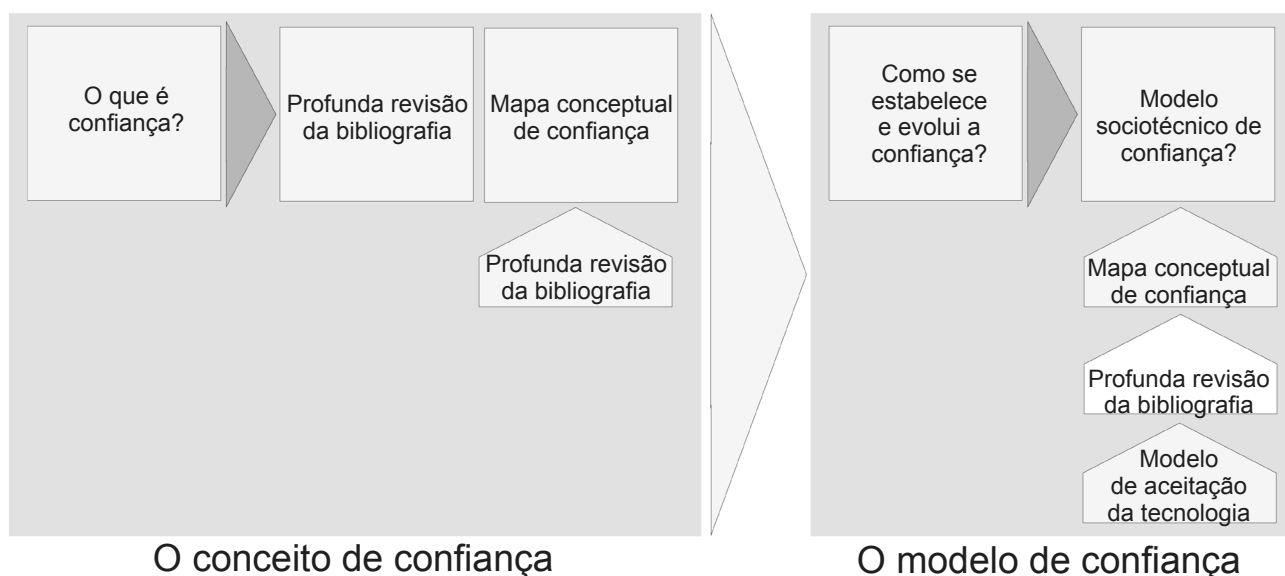 O que é
confiança?
Profunda revisão
da bibliografia
Mapa conceptual
de confiança
Profunda revisão
da bibliografia
O conceito de confiança
Como se
estabelece
e evolui a
confiança?
Modelo
sociotécnico de
confiança?
Mapa conceptual
de confiança
Profunda revisão
da bibliografia
Modelo
de aceitação
da tecnologia
O modelo de confiança